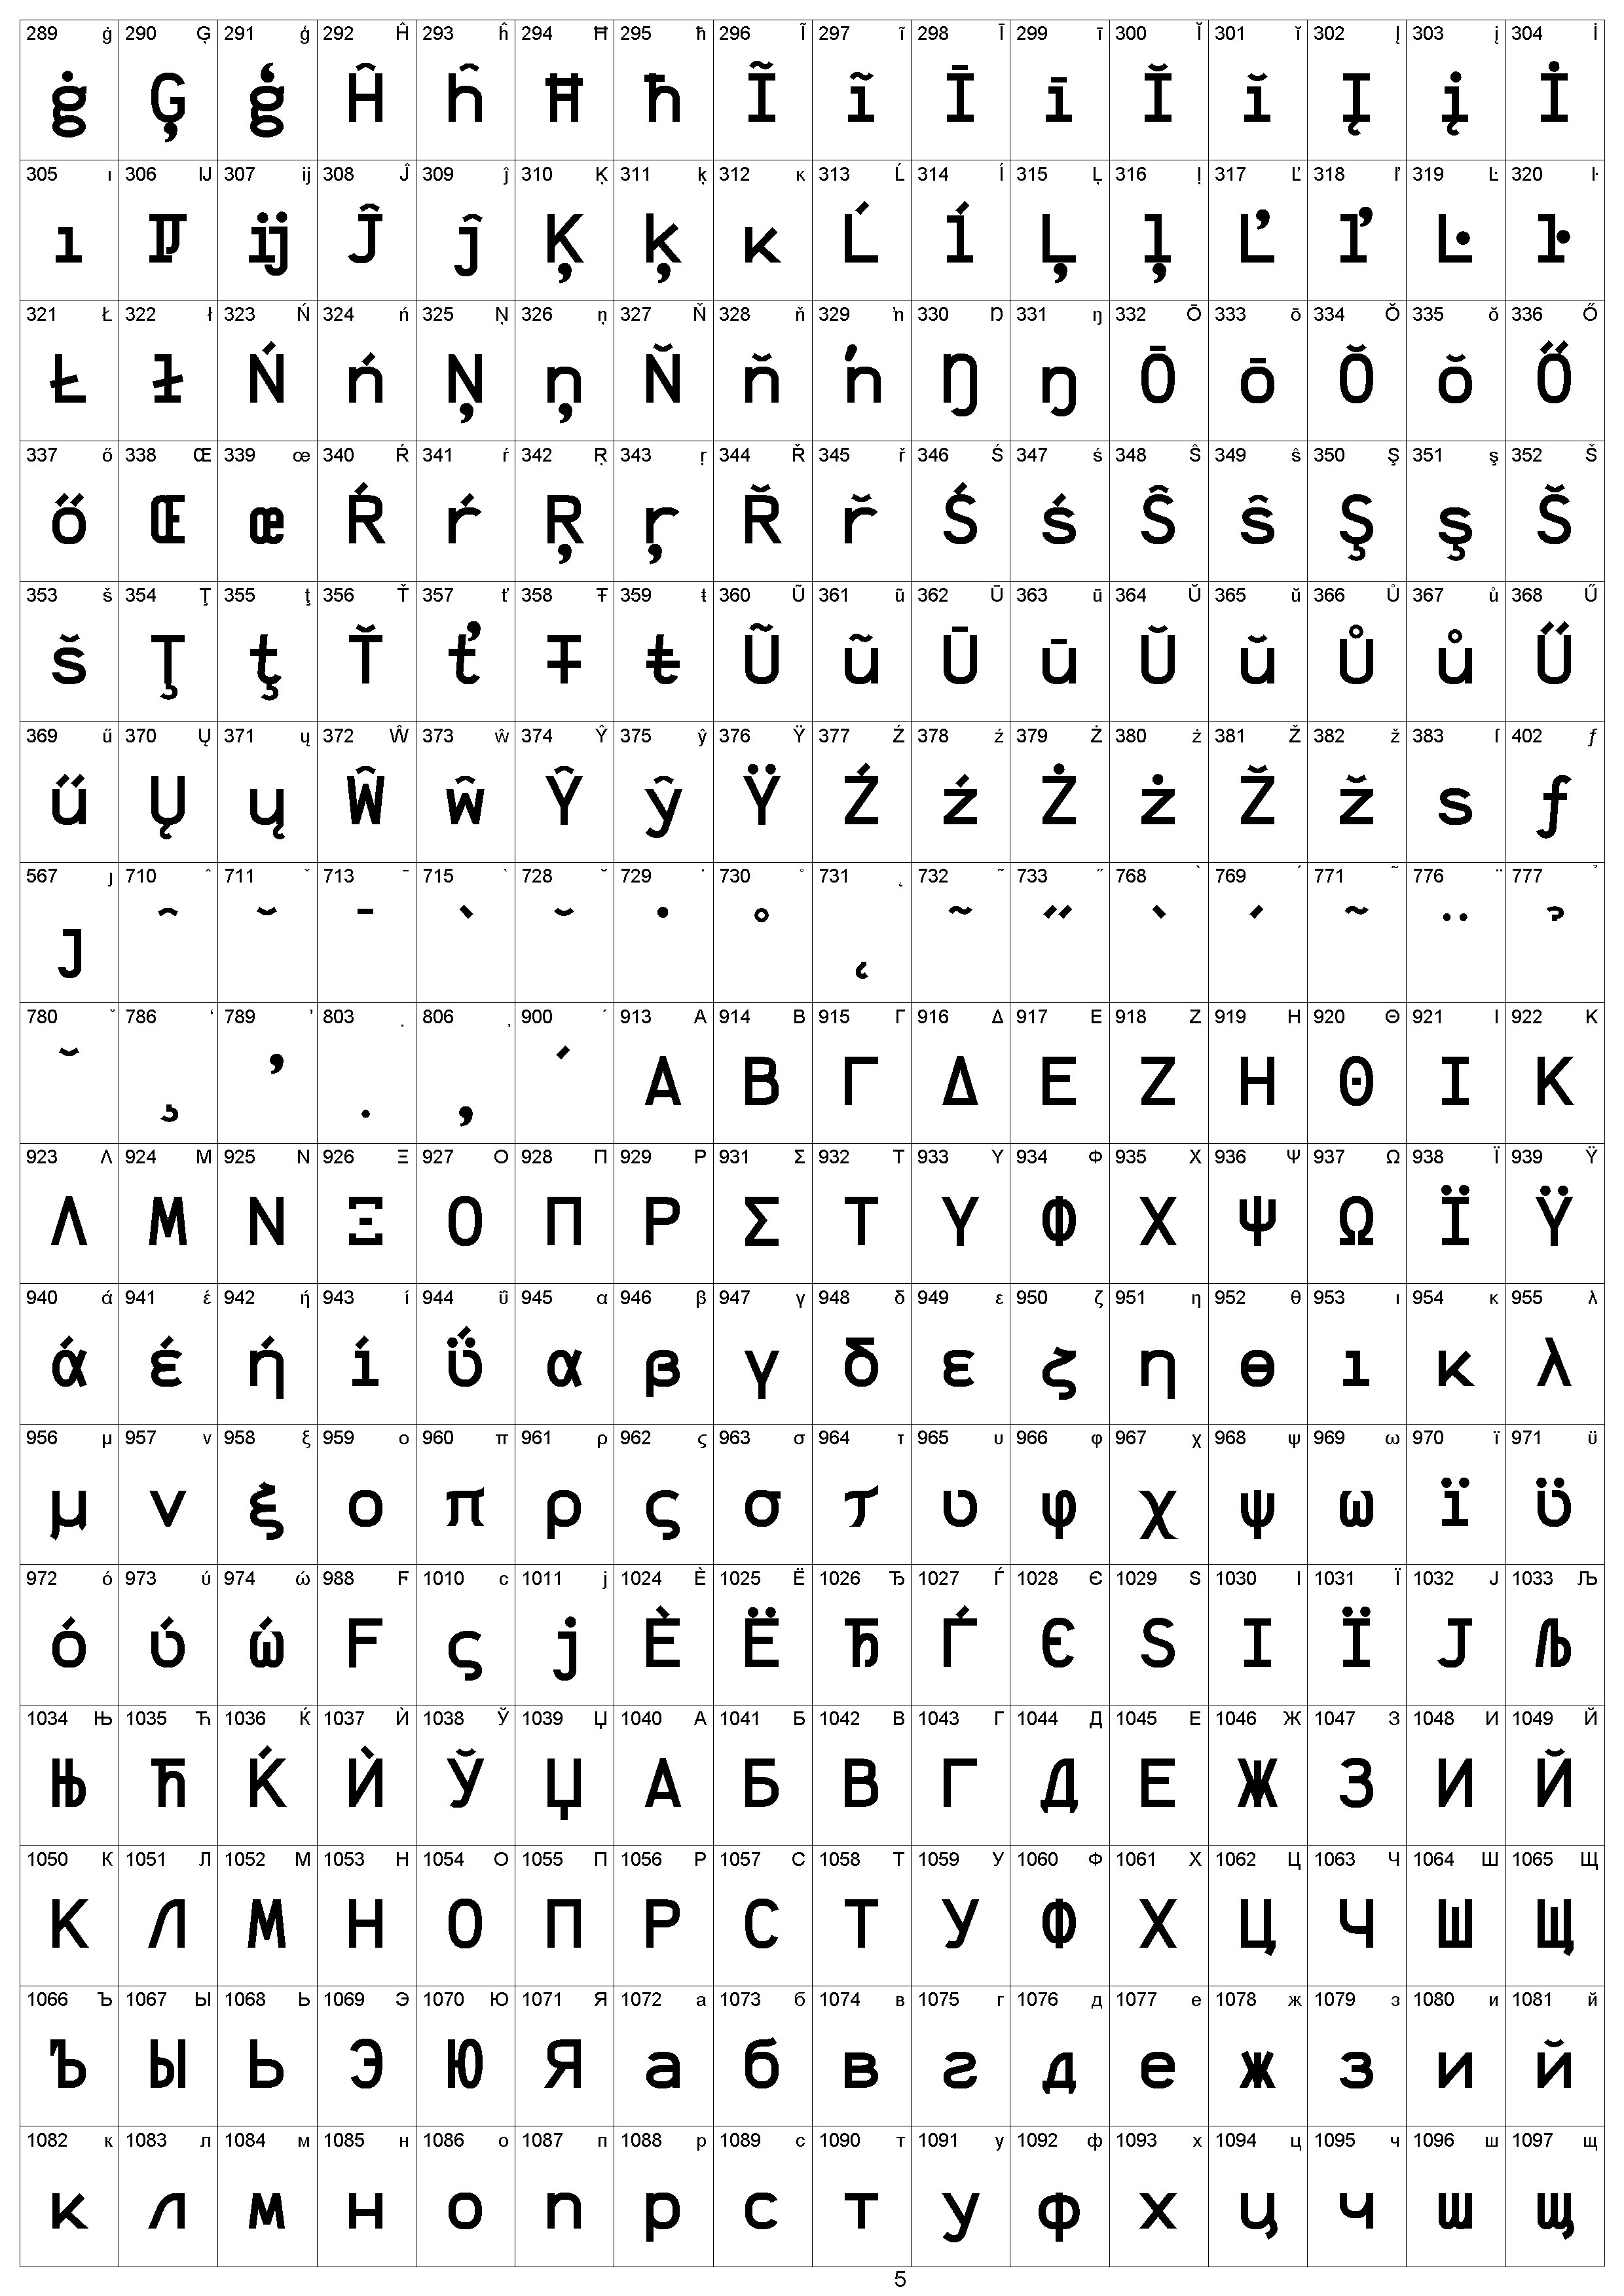 289 ġ 290 Ģ 291 ģ 292 Ĥ 293 ĥ 294 Ħ 295 ħ 296 Ĩ 297 ĩ 298 Ī 299 ī 300 Ĭ 301 ĭ 302 Į 303 į 304 İ
ġ Ģ ģ Ĥ ĥ Ħ ħ Ĩ ĩ Ī ī Ĭ ĭ Į į İ
305 ı 306 Ĳ 307 ĳ 308 Ĵ 309 ĵ 310 Ķ 311 ķ 312 ĸ 313 Ĺ 314 ĺ 315 Ļ 316 ļ 317 Ľ 318 ľ 319 Ŀ 320 ŀ
ı Ĳ ĳ Ĵ ĵ Ķ ķ ĸ Ĺ ĺ Ļ ļ Ľ ľ Ŀ ŀ
321 Ł 322 ł 323 Ń 324 ń 325 Ņ 326 ņ 327 Ň 328 ň 329 ŉ 330 Ŋ 331 ŋ 332 Ō 333 ō 334 Ŏ 335 ŏ 336 Ő
Ł ł Ń ń Ņ ņ Ň ň ŉ Ŋ ŋ Ō ō Ŏ ŏ Ő
337 ő 338 Œ 339 œ 340 Ŕ 341 ŕ 342 Ŗ 343 ŗ 344 Ř 345 ř 346 Ś 347 ś 348 Ŝ 349 ŝ 350 Ş 351 ş 352 Š
ő Œ œ Ŕ ŕ Ŗ ŗ Ř ř Ś ś Ŝ ŝ Ş ş Š
353 š 354 Ţ 355 ţ 356 Ť 357 ť 358 Ŧ 359 ŧ 360 Ũ 361 ũ 362 Ū 363 ū 364 Ŭ 365 ŭ 366 Ů 367 ů 368 Ű
š Ţ ţ Ť ť Ŧ ŧ Ũ ũ Ū ū Ŭ ŭ Ů ů Ű
369 ű 370 Ų 371 ų 372 Ŵ 373 ŵ 374 Ŷ 375 ŷ 376 Ÿ 377 Ź 378 ź 379 Ż 380 ż 381 Ž 382 ž 383 ſ 402 ƒ
ű Ų ų Ŵ ŵ Ŷ ŷ Ÿ Ź ź Ż ż Ž ž s ƒ
567 ȷ 710 ˆ 711 ˇ 713 ˉ 715 ˋ 728 ˘ 729 ˙ 730 ˚ 731 ˛ 732 ˜ 733 ˝ 768 ̀ 769 ́ 771 ̃ 776 ̈ 777 ̉
ȷ ˆ ˇ ˉ ˋ ˘ ˙ ˚ ˛ ˜ ˝ ̀ ́ ̃ ̈ ̉
780 ̌ 786 ̒ 789 ̕ 803 ̣ 806 ̦ 900 ΄ 913 Α 914 Β 915 Γ 916 Δ 917 Ε 918 Ζ 919 Η 920 Θ 921 Ι 922 Κ
̌ ¸ ̕ ̣ ̦ ΄ Α Β Γ Δ Ε Ζ Η Θ Ι Κ
923 Λ 924 Μ 925 Ν 926 Ξ 927 Ο 928 Π 929 Ρ 931 Σ 932 Τ 933 Υ 934 Φ 935 Χ 936 Ψ 937 Ω 938 Ϊ 939 Ϋ
Λ Μ Ν Ξ Ο Π Ρ Σ Τ Υ Φ Χ Ψ Ω Ϊ Ϋ
940 ά 941 έ 942 ή 943 ί 944 ΰ 945 α 946 β 947 γ 948 δ 949 ε 950 ζ 951 η 952 θ 953 ι 954 κ 955 λ
ά έ ή ί ΰ α β γ δ ε ζ η θ ι κ λ
956 μ 957 ν 958 ξ 959 ο 960 π 961 ρ 962 ς 963 σ 964 τ 965 υ 966 φ 967 χ 968 ψ 969 ω 970 ϊ 971 ϋ
μ ν ξ ο π ρ ς σ τ υ φ χ ψ ω ϊ ϋ
972 ό 973 ύ 974 ώ 988 Ϝ 1010 ϲ 1011 ϳ 1024 Ѐ 1025 Ё 1026 Ђ 1027 Ѓ 1028 Є 1029 Ѕ 1030 І 1031 Ї 1032 Ј 1033 Љ
ό ύ ώ Ϝ ς ϳ Ѐ Ё Ђ Ѓ Є Ѕ І Ї Ј Љ
1034 Њ 1035 Ћ 1036 Ќ 1037 Ѝ 1038 Ў 1039 Џ 1040 А 1041 Б 1042 В 1043 Г 1044 Д 1045 Е 1046 Ж 1047 З 1048 И 1049 Й
Њ Ћ Ќ Ѝ Ў Џ А Б В Г Д Е Ж З И Й
1050 К 1051 Л 1052 М 1053 Н 1054 О 1055 П 1056 Р 1057 С 1058 Т 1059 У 1060 Ф 1061 Х 1062 Ц 1063 Ч 1064 Ш 1065 Щ
К Л М Н О П Р С Т У Ф Х Ц Ч Ш Щ
1066 Ъ 1067 Ы 1068 Ь 1069 Э 1070 Ю 1071 Я 1072 а 1073 б 1074 в 1075 г 1076 д 1077 е 1078 ж 1079 з 1080 и 1081 й
Ъ Ы Ь Э Ю Я а б в г д е ж з и й
1082 к 1083 л 1084 м 1085 н 1086 о 1087 п 1088 р 1089 с 1090 т 1091 у 1092 ф 1093 х 1094 ц 1095 ч 1096 ш 1097 щ
к л м н о п р с т у ф х ц ч ш щ
5